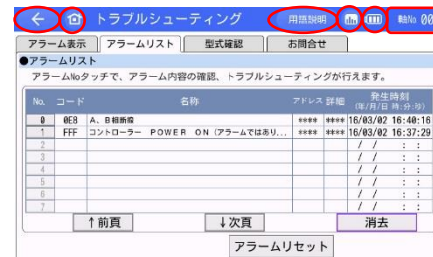 トラブルシューティング 用語説明 軸No 00
アラーム表示 アラームリスト 型式確認 お問合せ
●アラームリスト
アラームNoタッチで、アラーム内容の確認、トラブルシューティングが行えます。
No. コード 名称 アドレス 詳細 発生時刻
(年/月/日 時:分:秒)
0 0E8 A、B相断線 **** **** 16/03/02 16:40:16
1 FFF コントローラー POWER ON (アラームではあり... **** **** 16/03/02 16:37:29
2 / / : :
3 / / : :
4 / / : :
5 / / : :
6 / / : :
7 / / : :
↑前頁 ↓次頁 消去
アラームリセット